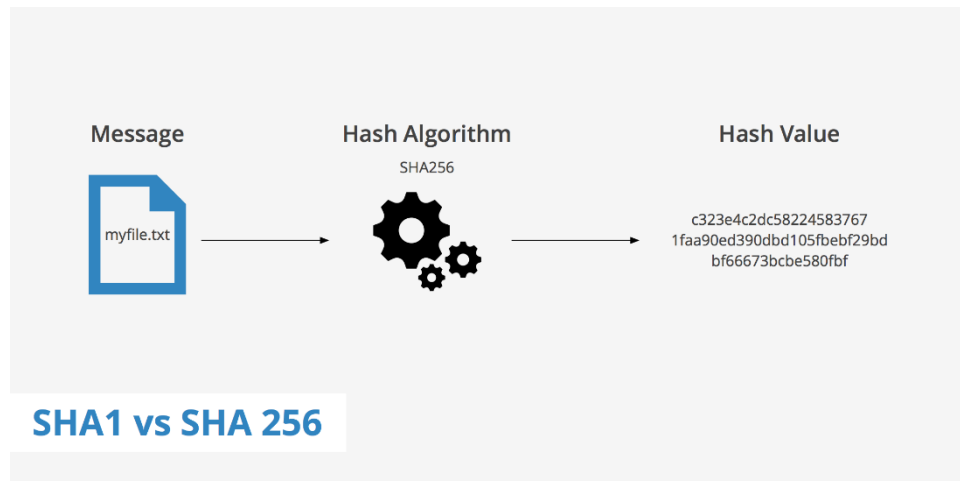 Message
Hash Algorithm
Hash Value
SHA256
myfile.txt
c323e4c2dc58224583767
1faa90ed390dbd105fbebf29bd
bf66673bcbe580fbf
SHA1 vs SHA 256